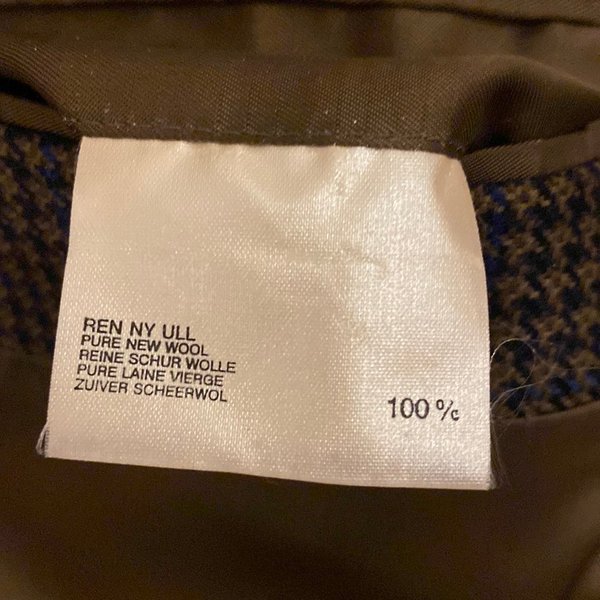 REN NY ULL
PURE NEW WOOL
REINE SCHUR WOLLE
PURE LAINE VIERGE
ZUIVER SCHEERWOL
100 %